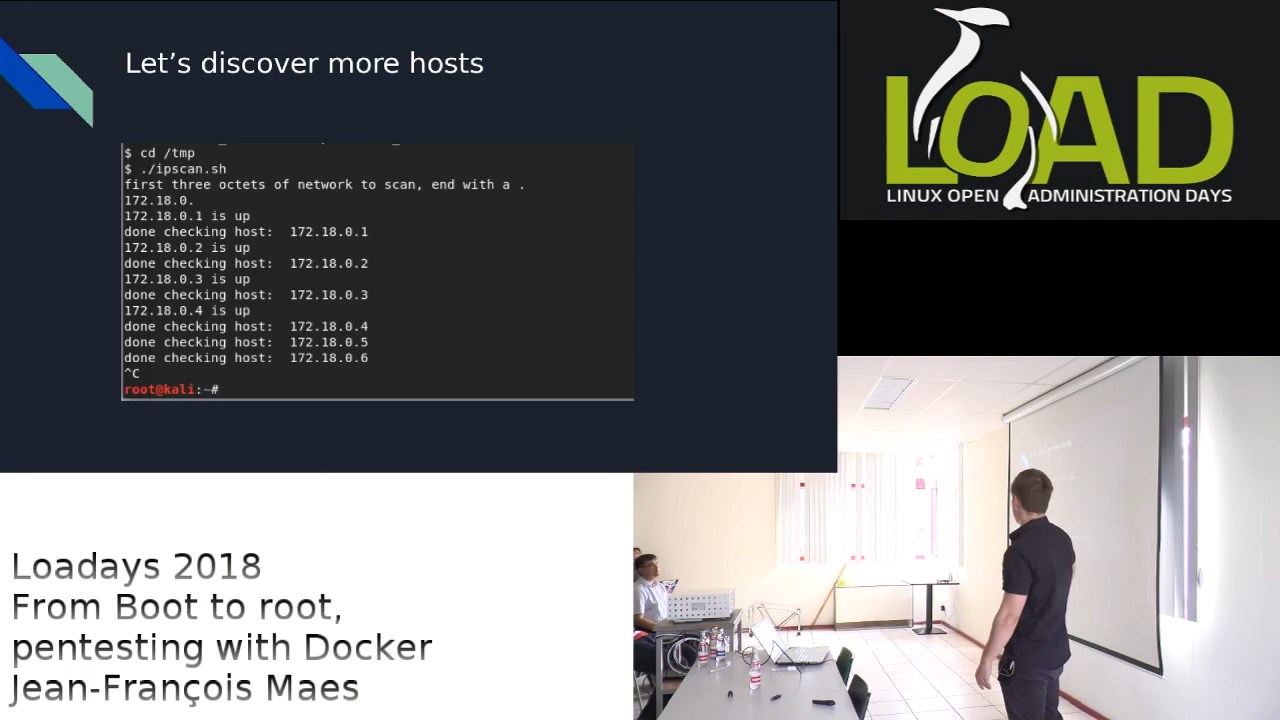 Let’s discover more hosts
$ cd /tmp
$ ./ipscan.sh
first three octets of network to scan, end with a .
172.18.0.
172.18.0.1 is up
done checking host:  172.18.0.1
172.18.0.2 is up
done checking host:  172.18.0.2
172.18.0.3 is up
done checking host:  172.18.0.3
172.18.0.4 is up
done checking host:  172.18.0.4
done checking host:  172.18.0.5
done checking host:  172.18.0.6
^C
root@kali:~#
LOAD
LINUX OPEN ADMINISTRATION DAYS
Loadays 2018
From Boot to root,
pentesting with Docker
Jean-François Maes